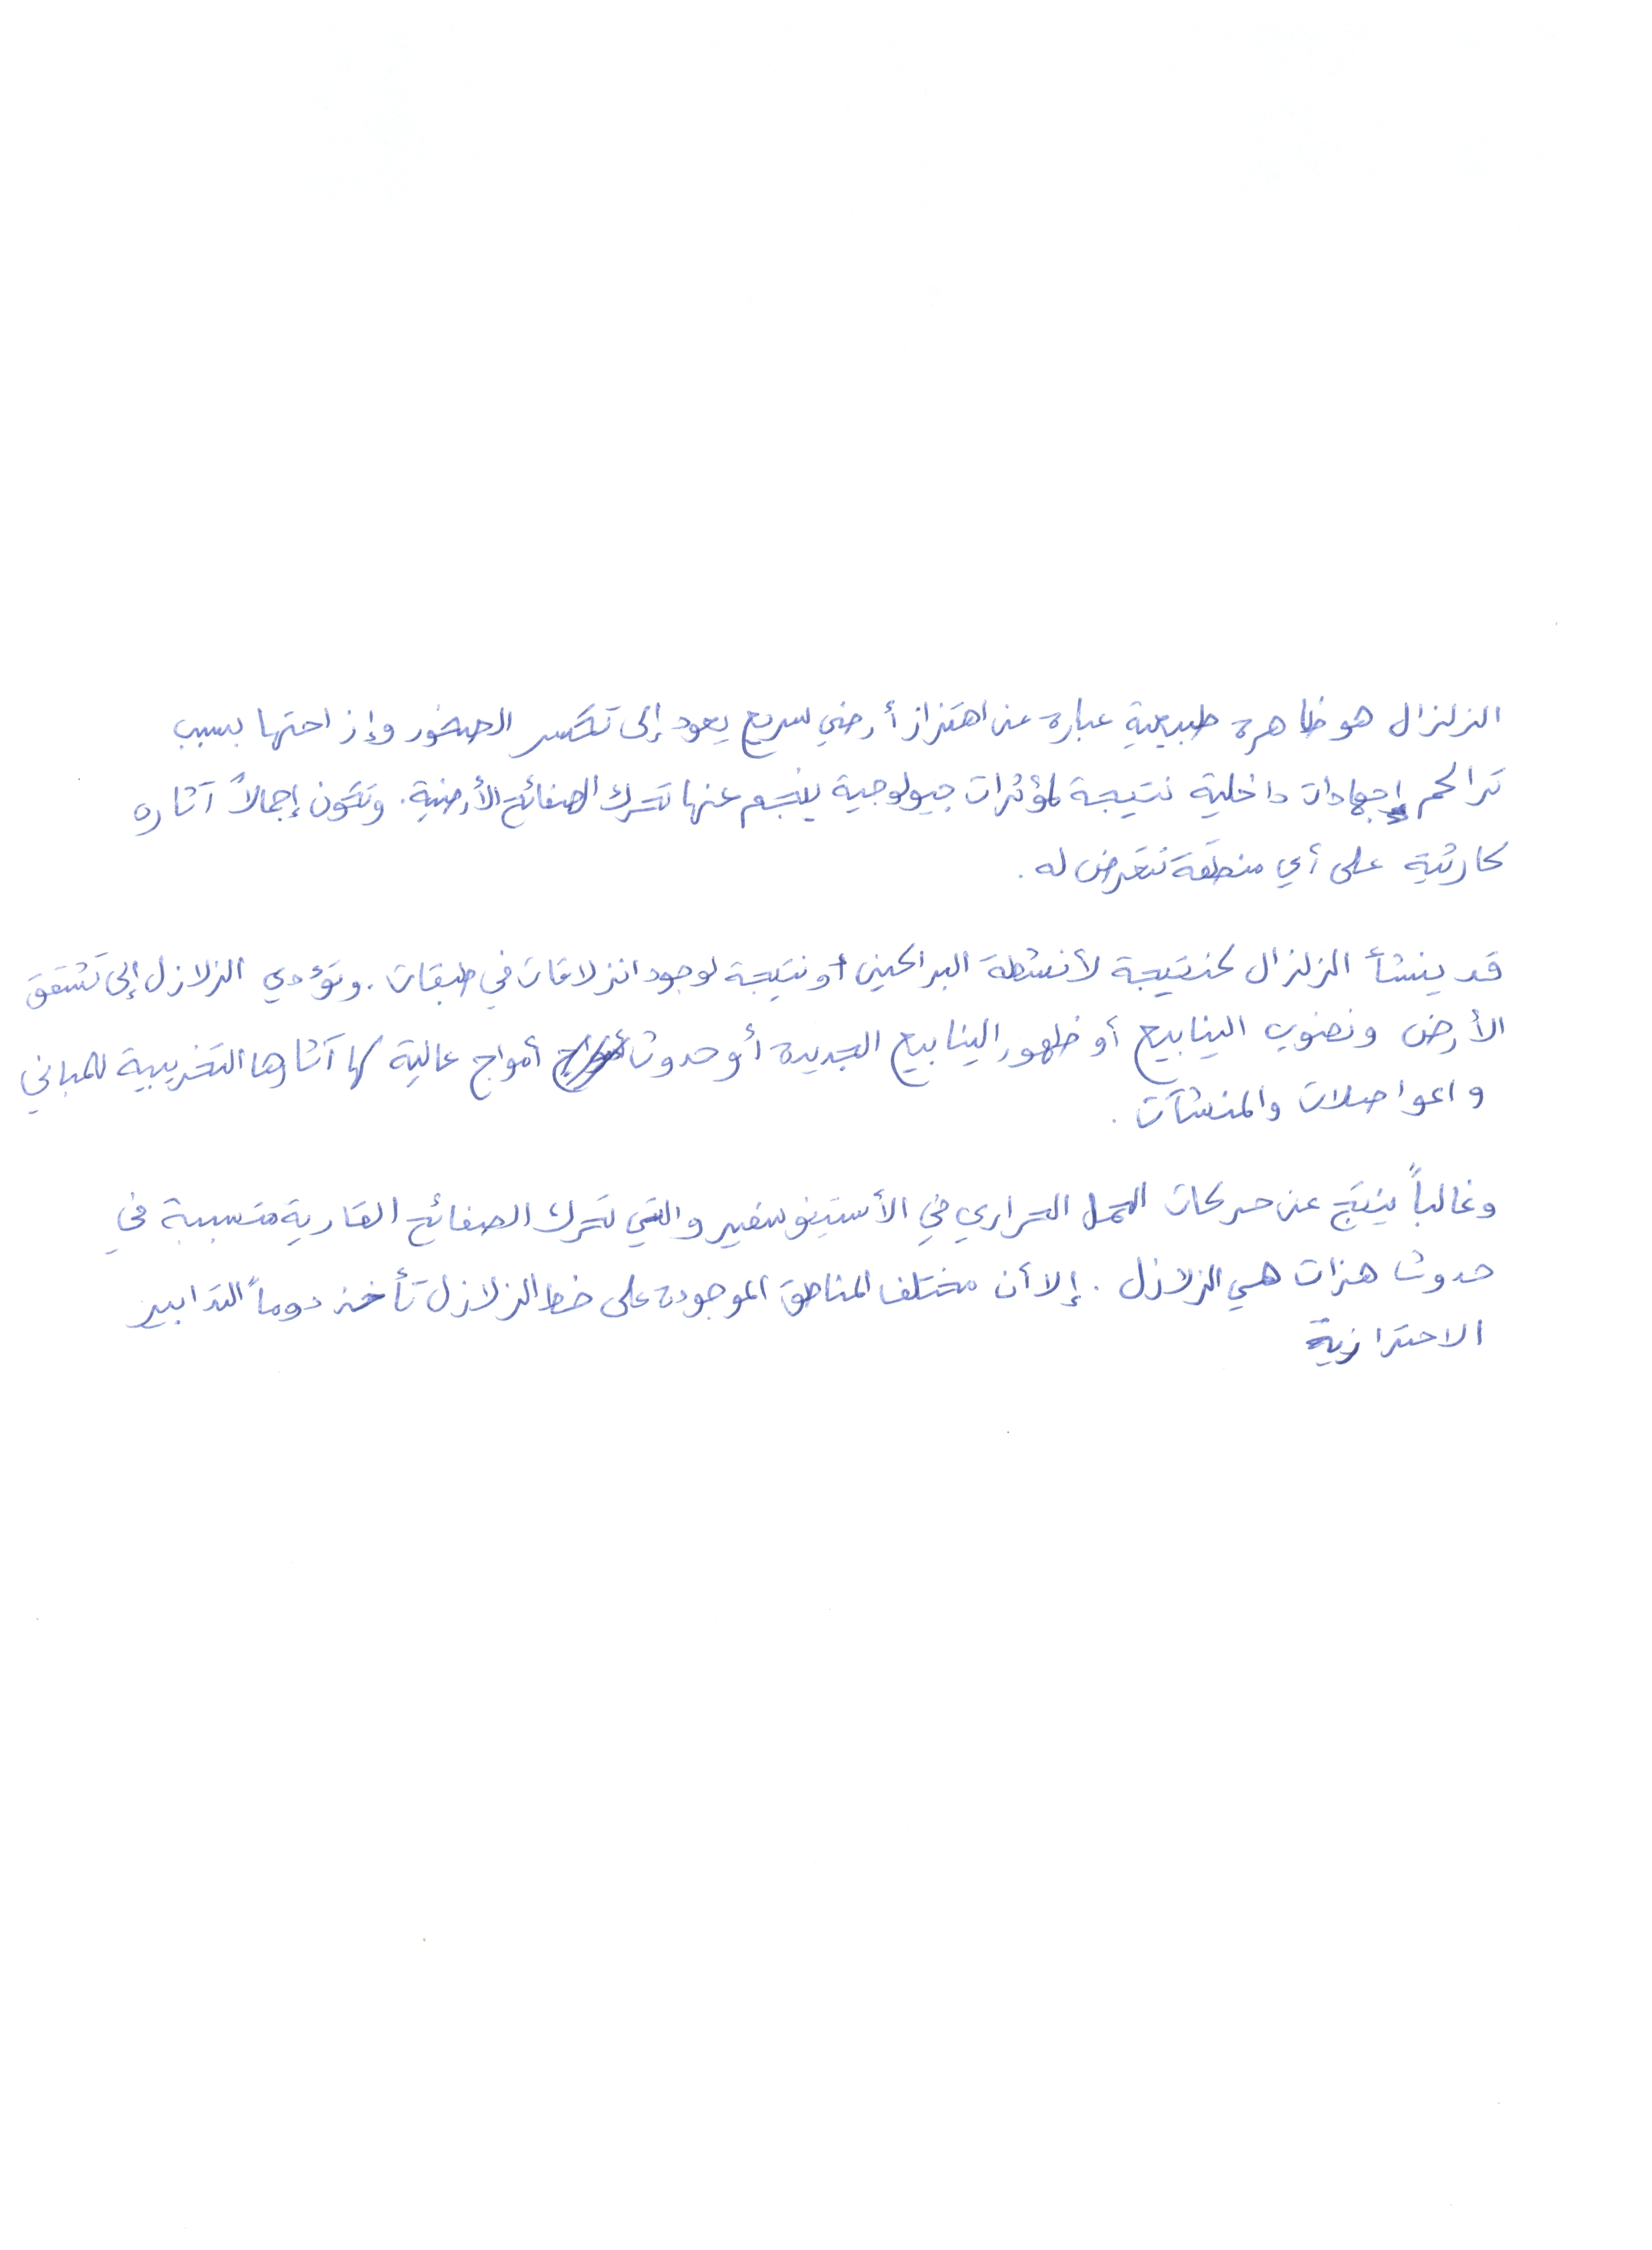 الزلزال هو ظاهرة طبيعية عبارة عن اهتزاز أرضي سريع يعود إلى تكسر الصخور وإزاحتها بسبب
تراكم إجهادات داخلية نتيجة لمؤثرات جيولوجية ينجم عنها تحرك الصفائح الأرضية. وتكون إجمالاً آثاره
كارثية على أي منطقة تتعرض له .
قد ينشأ الزلزال كنتيجة لأنشطة البراكين أو نتيجة لوجود انزلاقات في طبقات . وتؤدي الزلازل إلى تشقق
الأرض ونضوب الينابيع أو ظهور الينابيع الجديدة أو حدوث أمواج عالية لها آثارها التخريبية للمباني
والمواصلات والمنشآت .
وغالباً ينتج عن حركات الحمل الحراري في الأستينوسفير والتي تحرك الصفائح القارية متسببة في
حدوث هزات هي الزلازل . إلا أن مختلف المناطق الموجودة على خط الزلازل تأخذ دوماً التدابير
الاحترازية